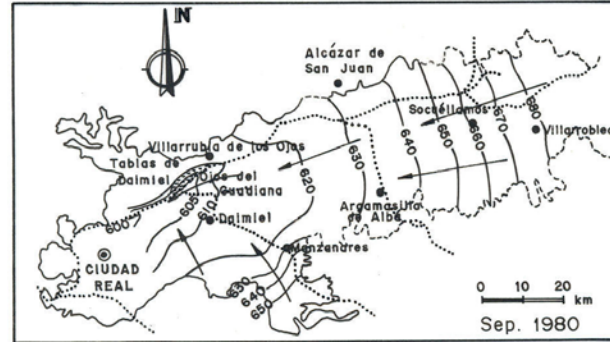 N
Alcázar de
San Juan
Socuéllamos
680
670
660
650
640
630
620
Villarrobledo
Villarrubia de los Ojos
Tablas de
Daimiel
Ojos del
Guadiana
605
610
600
Daimiel
Argamasilla
de Alba
Manzanares
CIUDAD
REAL
630
640
650
0 10 20
km
Sep. 1980